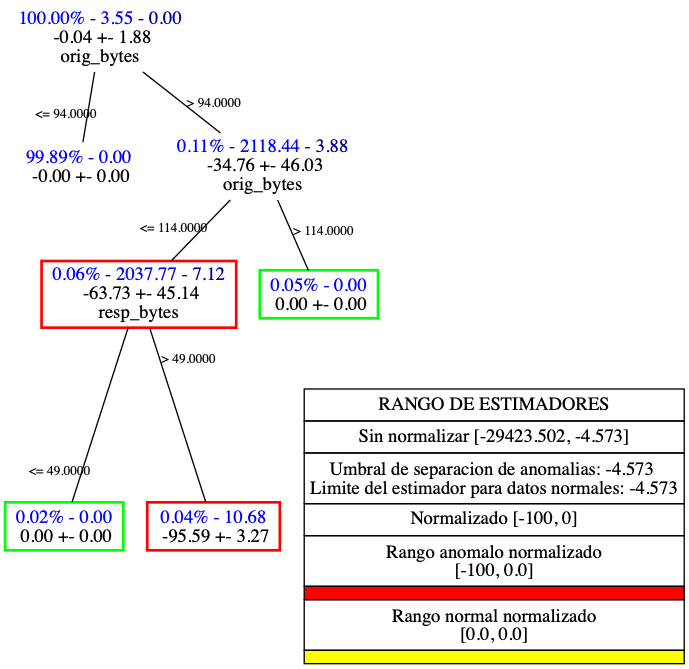 100.00% - 3.55 - 0.00
-0.04 +- 1.88
orig_bytes
<= 94.0000
> 94.0000
99.89% - 0.00
-0.00 +- 0.00
0.11% - 2118.44 - 3.88
-34.76 +- 46.03
orig_bytes
<= 114.0000
> 114.0000
0.06% - 2037.77 - 7.12
-63.73 +- 45.14
resp_bytes
0.05% - 0.00
0.00 +- 0.00
> 49.0000
<= 49.0000
0.02% - 0.00
0.00 +- 0.00
0.04% - 10.68
-95.59 +- 3.27
RANGO DE ESTIMADORES
Sin normalizar [-29423.502, -4.573]
Umbral de separacion de anomalias: -4.573
Limite del estimador para datos normales: -4.573
Normalizado [-100, 0]
Rango anomalo normalizado
[-100, 0.0]
Rango normal normalizado
[0.0, 0.0]